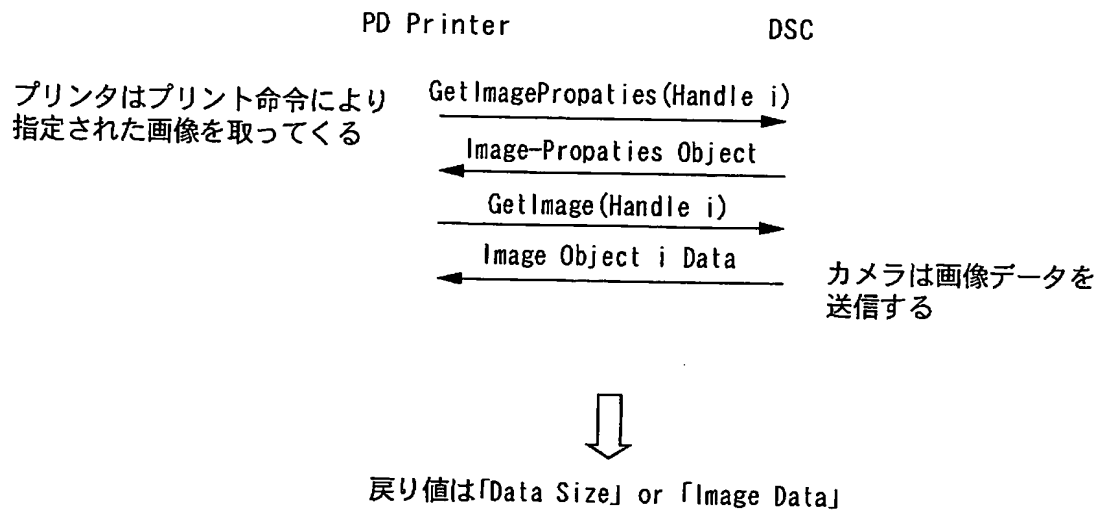 PD Printer DSC
プリンタはプリント命令により
指定された画像を取ってくる
GetImagePropaties(Handle i)
Image-Propaties Object
GetImage(Handle i)
Image Object i Data
カメラは画像データを
送信する
戻り値は「Data Size」 or 「Image Data」